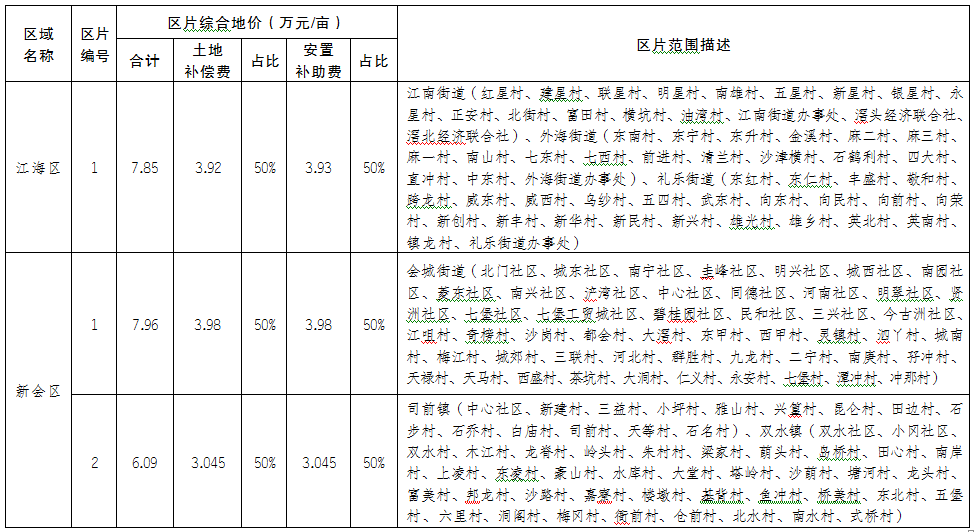 区域名称 区片编号 区片综合地价（万元/亩） 区片范围描述
合计 土地补偿费 占比 安置补助费 占比
江海区 1 7.85 3.92 50% 3.93 50%
江南街道（红星村、建星村、联星村、明星村、南雄村、五星村、新星村、银星村、永
星村、正安村、北街村、富田村、横坑村、油湾村、江南街道办事处、滘头经济联合社、
滘北经济联合社）、外海街道（东南村、东宁村、东升村、金溪村、麻二村、麻三村、
麻一村、南山村、七东村、七西村、前进村、清兰村、沙津横村、石鹤利村、四大村、
直冲村、中东村、外海街道办事处）、礼乐街道（东红村、东仁村、丰盛村、敬和村、
跨龙村、威东村、威西村、乌纱村、五四村、武东村、向东村、向民村、向前村、向荣
村、新创村、新丰村、新华村、新民村、新兴村、雄光村、雄乡村、英北村、英南村、
镇龙村、礼乐街道办事处）
新会区 1 7.96 3.98 50% 3.98 50%
会城街道（北门社区、城东社区、南宁社区、圭峰社区、明兴社区、城西社区、南园社
区、菱东社区、南兴社区、浐湾社区、中心社区、同德社区、河南社区、明翠社区、贤
洲社区、七堡社区、七堡工贸城社区、碧桂园社区、民和社区、三兴社区、今古洲社区、
江咀村、奇榜村、沙岗村、都会村、大滘村、东甲村、西甲村、灵镇村、泗丫村、城南
村、梅江村、城郊村、三联村、河北村、群胜村、九龙村、二宁村、南庚村、孖冲村、
天禄村、天马村、西盛村、茶坑村、大洞村、仁义村、永安村、七堡村、潭冲村、冲那村）
2 6.09 3.045 50% 3.045 50%
司前镇（中心社区、新建村、三益村、小坪村、雅山村、兴篁村、昆仑村、田边村、石
步村、石乔村、白庙村、司前村、天等村、石名村）、双水镇（双水社区、小冈社区、
双水村、木江村、龙脊村、岭头村、朱村村、梁家村、萌头村、岛桥村、田心村、南岸
村、上凌村、东凌村、豪山村、水库村、大堂村、塔岭村、沙萌村、塘河村、龙头村、
富美村、邦龙村、沙路村、嘉寮村、楼墩村、基背村、鱼冲村、桥美村、东北村、五堡
村、六里村、洞阁村、梅冈村、衙前村、仓前村、北水村、南水村、式桥村）